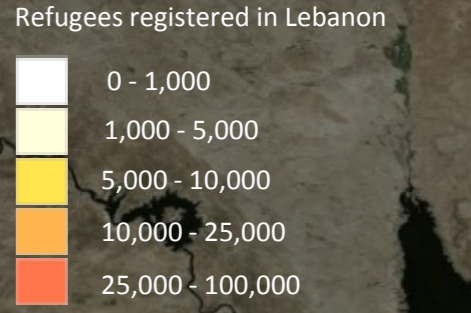 Refugees registered in Lebanon
0 - 1,000
1,000 - 5,000
5,000 - 10,000
10,000 - 25,000
25,000 - 100,000